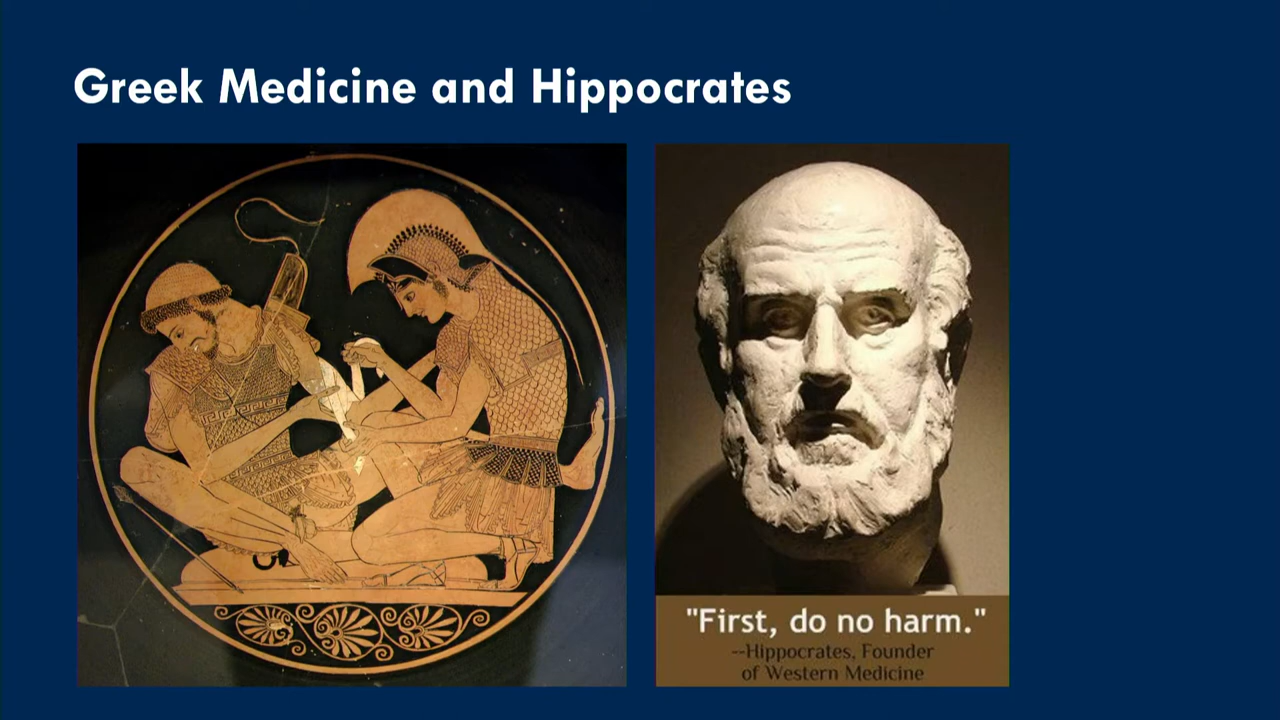 Greek Medicine and Hippocrates
"First, do no harm."
--Hippocrates, Founder
of Western Medicine